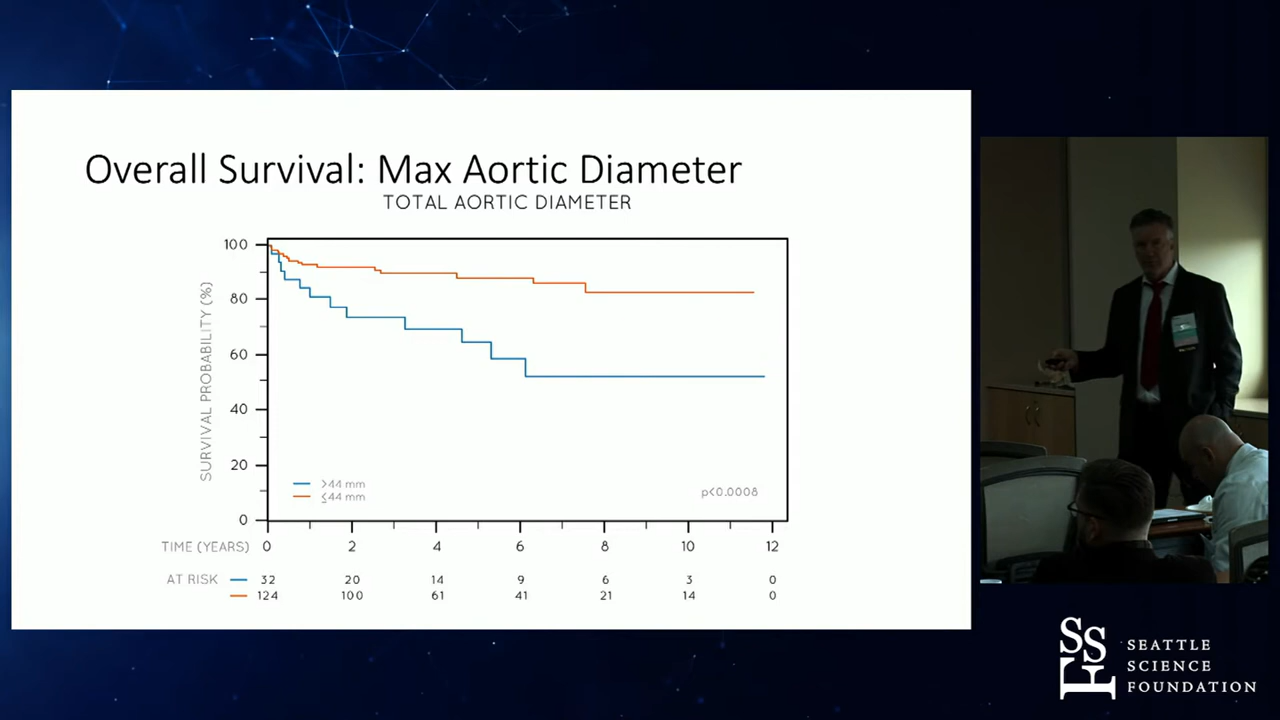 Overall Survival: Max Aortic Diameter
TOTAL AORTIC DIAMETER
SURVIVAL PROBABILITY (%)
100
80
60
40
20
0
>44 mm
≤44 mm
p<0.0008
TIME (YEARS) 0 2 4 6 8 10 12
AT RISK 32 20 14 9 6 3 0
124 100 61 41 21 14 0
SSF
SEATTLE
SCIENCE
FOUNDATION